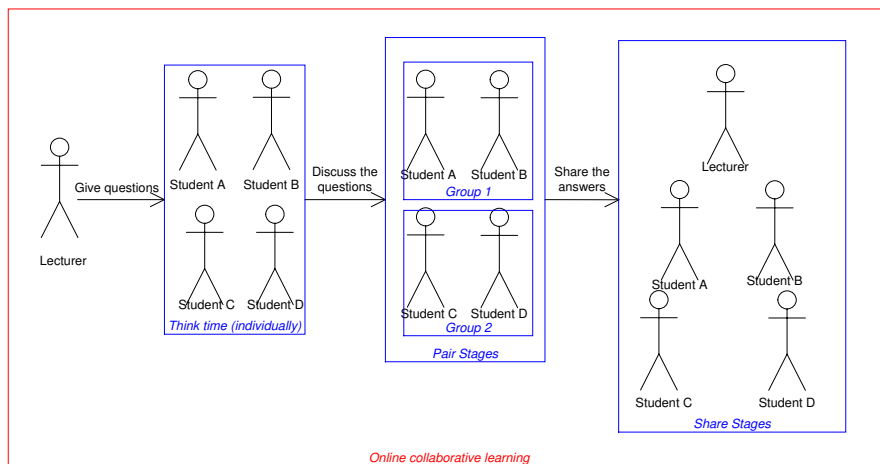 Lecturer
Give questions
Student A
Student B
Student C
Student D
Think time (individually)
Discuss the
questions
Student A
Student B
Group 1
Student C
Student D
Group 2
Pair Stages
Share the
answers
Lecturer
Student A
Student B
Student C
Student D
Share Stages
Online collaborative learning